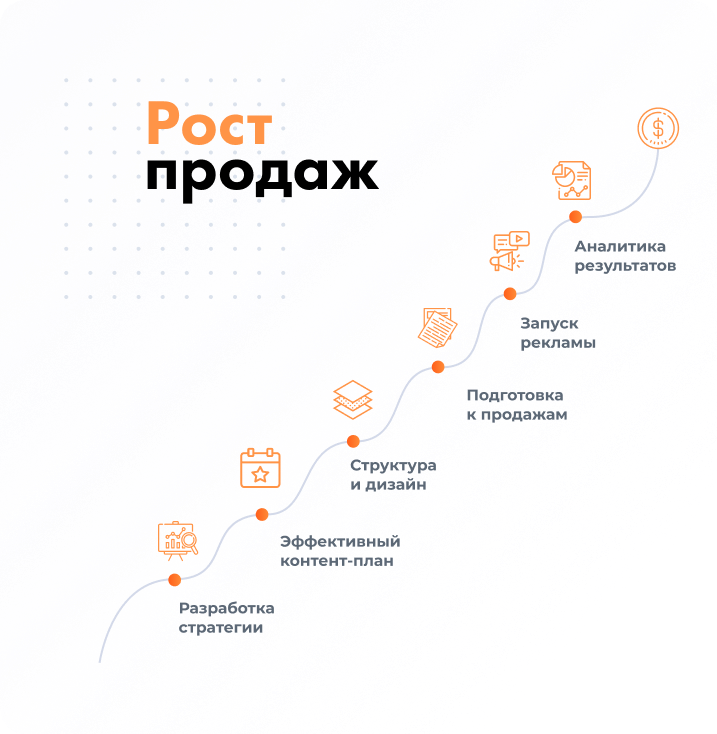 Рост
продаж
Аналитика
результатов
Запуск
рекламы
Подготовка
к продажам
Структура
и дизайн
Эффективный
контент-план
Разработка
стратегии